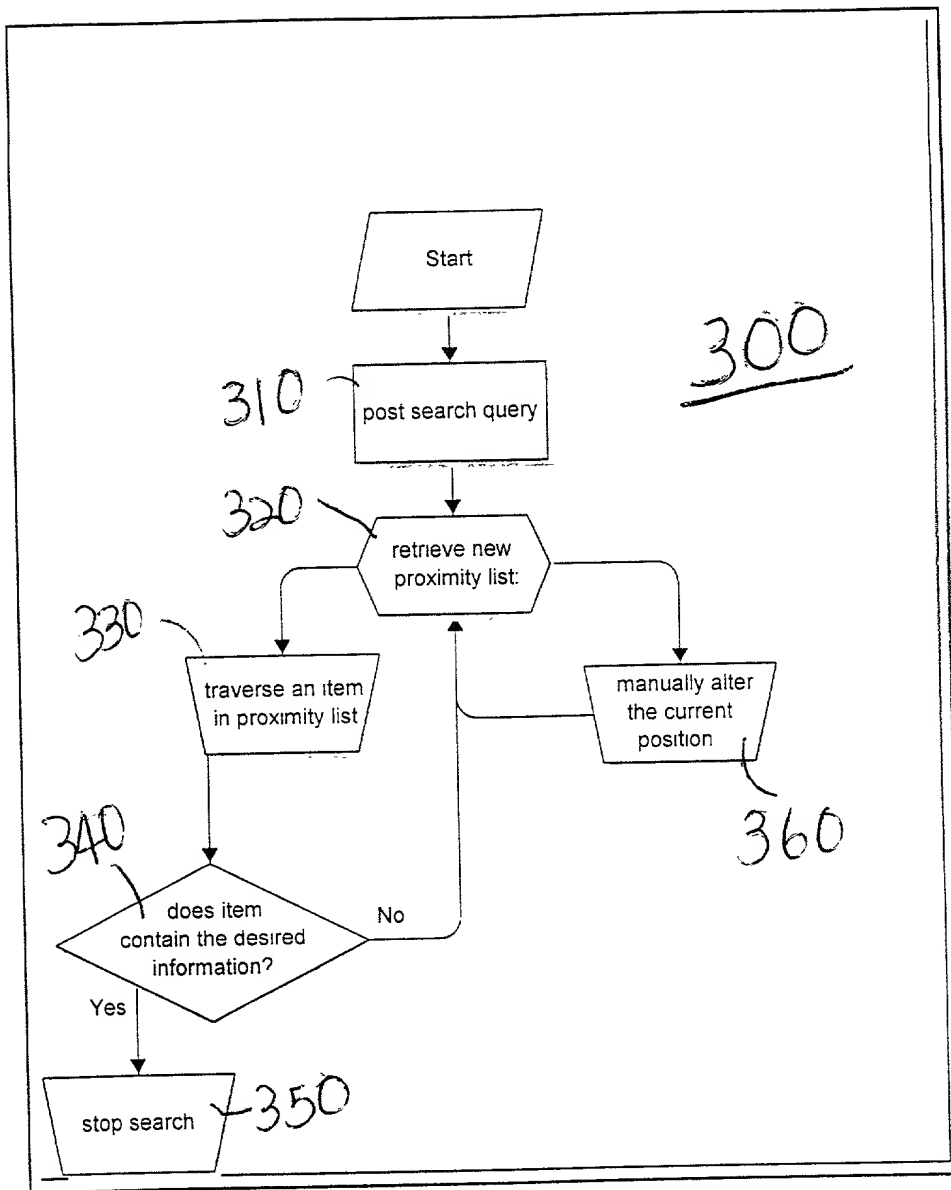 Start
300
310
post search query
320
retrieve new
proximity list:
330
traverse an item
in proximity list
manually alter
the current
position
360
340
does item
contain the desired
information?
No
Yes
stop search
350